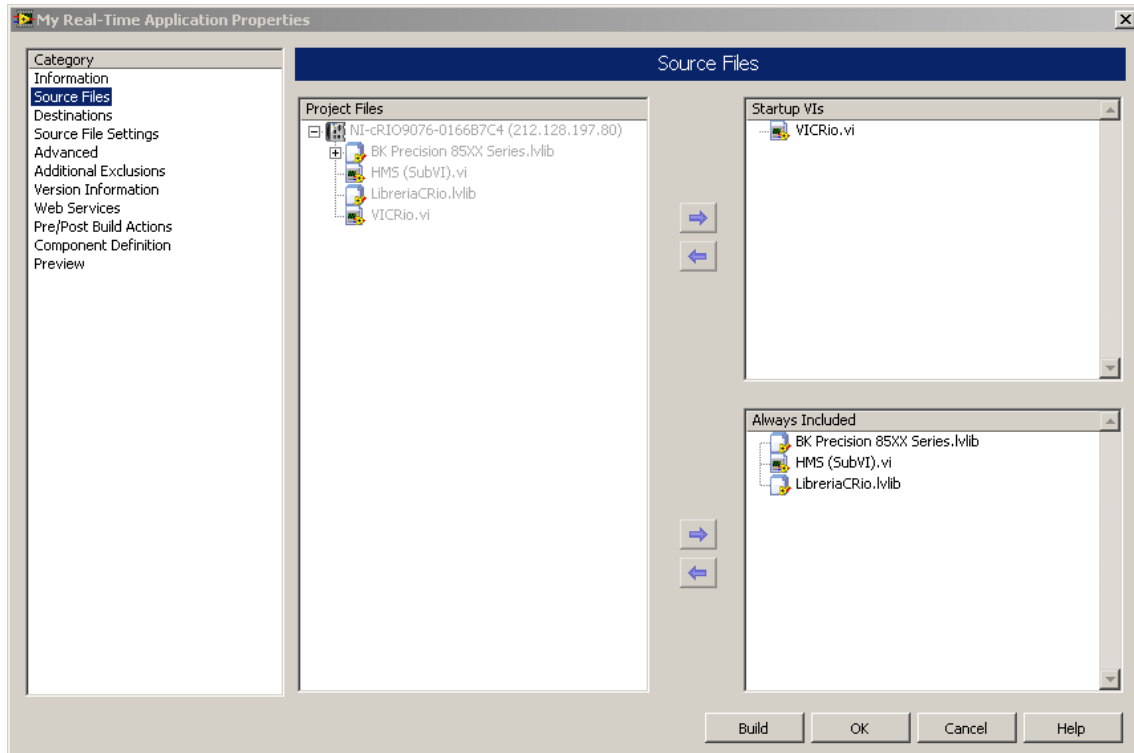 My Real-Time Application Properties
Category
Information
Source Files
Destinations
Source File Settings
Advanced
Additional Exclusions
Version Information
Web Services
Pre/Post Build Actions
Component Definition
Preview
Source Files
Project Files
NI-cRIO9076-0166B7C4 (212.128.197.80)
BK Precision 85XX Series.lvlib
HMS (SubVI).vi
LibreriaCRio.lvlib
VICRio.vi
Startup VIs
VICRio.vi
Always Included
BK Precision 85XX Series.lvlib
HMS (SubVI).vi
LibreriaCRio.lvlib
Build
OK
Cancel
Help